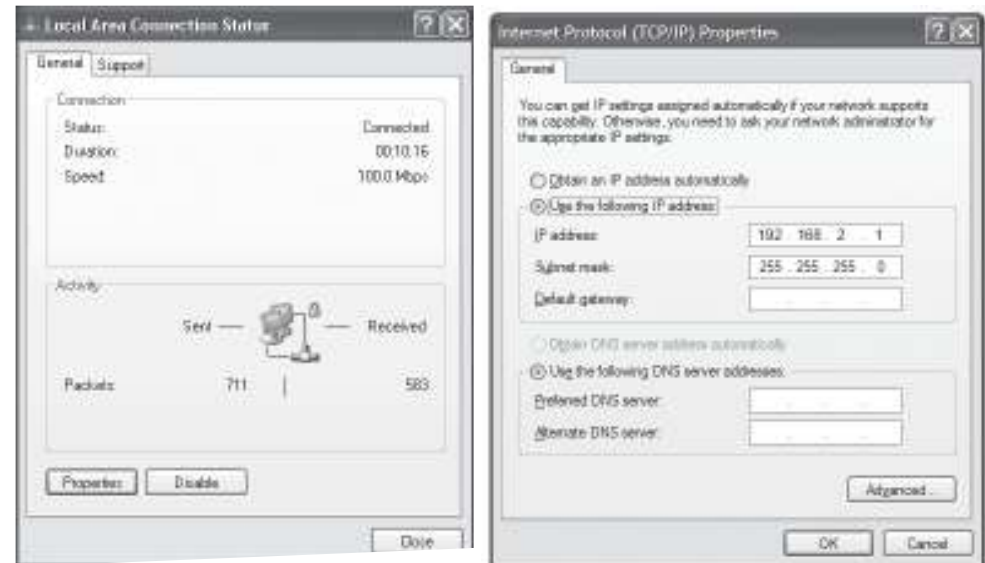 Local Area Connection Status
General Support
Connection
Status: Connected
Duration: 00:10:16
Speed: 100.0 Mbps
Activity
Sent — — Received
Packets: 711 583
Properties Disable
Close
Internet Protocol (TCP/IP) Properties
General
You can get IP settings assigned automatically if your network supports
this capability. Otherwise, you need to ask your network administrator for
the appropriate IP settings.
Obtain an IP address automatically
Use the following IP address:
IP address: 192 . 168 . 2 . 1
Subnet mask: 255 . 255 . 255 . 0
Default gateway:
Obtain DNS server address automatically
Use the following DNS server addresses:
Preferred DNS server:
Alternate DNS server:
Advanced...
OK Cancel